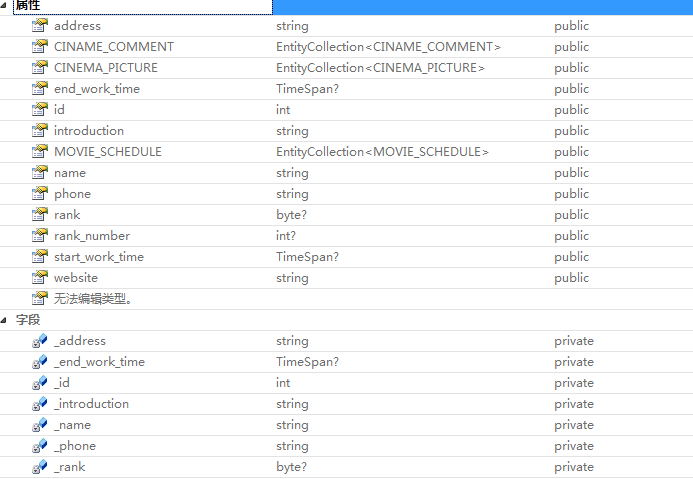 属性
address string public
CINAME_COMMENT EntityCollection<CINAME_COMMENT> public
CINEMA_PICTURE EntityCollection<CINEMA_PICTURE> public
end_work_time TimeSpan? public
id int public
introduction string public
MOVIE_SCHEDULE EntityCollection<MOVIE_SCHEDULE> public
name string public
phone string public
rank byte? public
rank_number int? public
start_work_time TimeSpan? public
website string public
无法编辑类型。
字段
_address string private
_end_work_time TimeSpan? private
_id int private
_introduction string private
_name string private
_phone string private
_rank byte? private